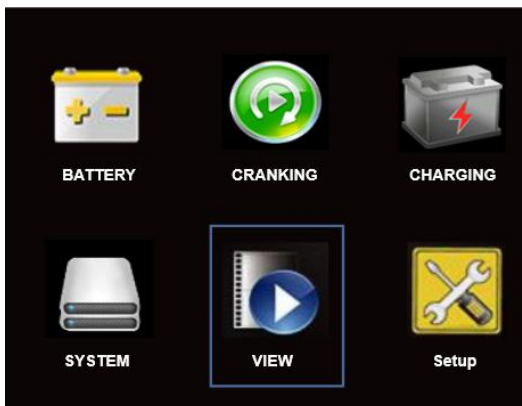 BATTERY
CRANKING
CHARGING
SYSTEM
VIEW
Setup